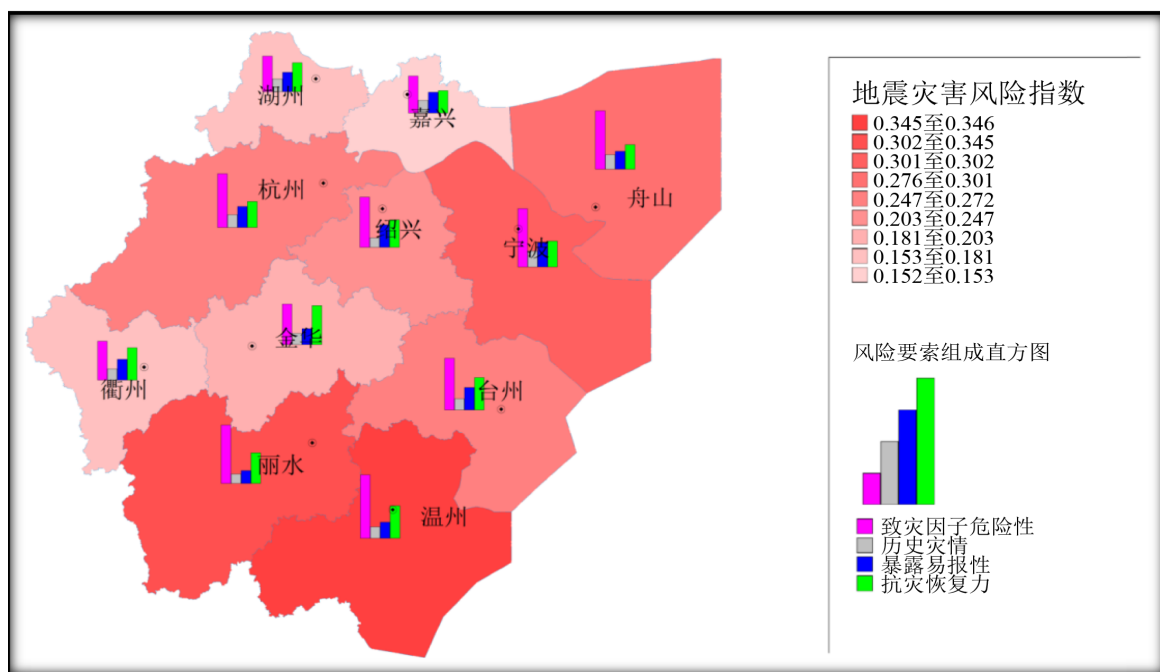 湖州
嘉兴
杭州
舟山
绍兴
宁波
金华
衢州
台州
丽水
温州
地震灾害风险指数
0.345至0.346
0.302至0.345
0.301至0.302
0.276至0.301
0.247至0.272
0.203至0.247
0.181至0.203
0.153至0.181
0.152至0.153
风险要素组成直方图
致灾因子危险性
历史灾情
暴露易报性
抗灾恢复力